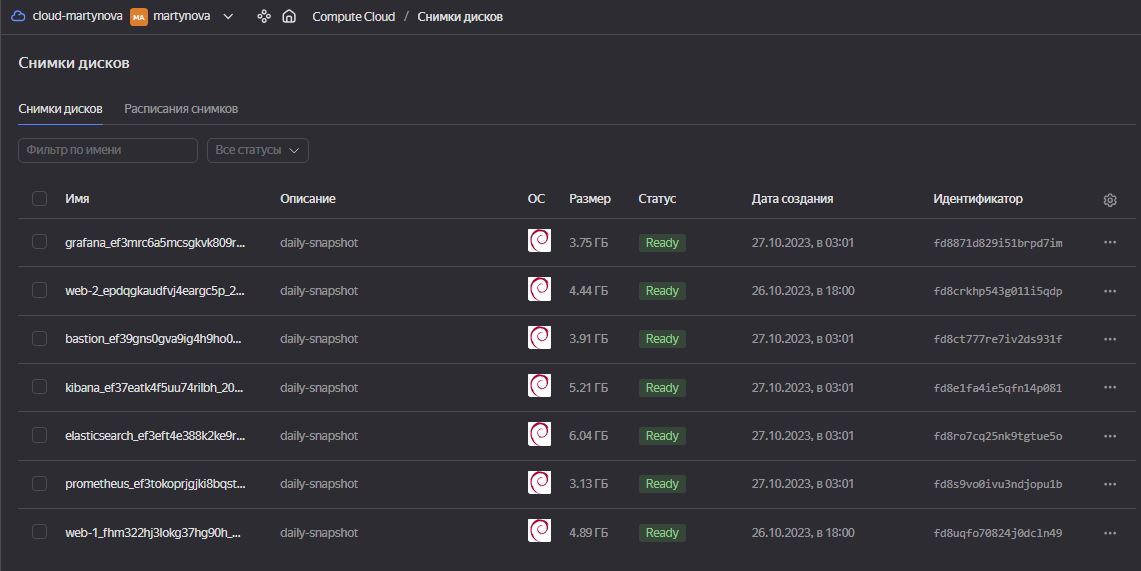 cloud-martynova MA martynova Compute Cloud / Снимки дисков
Снимки дисков
Снимки дисков Расписания снимков
Фильтр по имени Все статусы
Имя Описание ОС Размер Статус Дата создания Идентификатор
grafana_ef3mrc6a5mcsgkvk809r... daily-snapshot 3.75 ГБ Ready 27.10.2023, в 03:01 fd8871d829i51brpd7im
web-2_epdqgkaudfvj4eargc5p_2... daily-snapshot 4.44 ГБ Ready 26.10.2023, в 18:00 fd8crkhp543g011i5qdp
bastion_ef39gns0gva9ig4h9ho0... daily-snapshot 3.91 ГБ Ready 27.10.2023, в 03:01 fd8ct777re7iv2ds931f
kibana_ef37eatk4f5uu74rilbh_20... daily-snapshot 5.21 ГБ Ready 27.10.2023, в 03:01 fd8e1fa4ie5qfn14p081
elasticsearch_ef3eft4e388k2ke9r... daily-snapshot 6.04 ГБ Ready 27.10.2023, в 03:01 fd8ro7cq25nk9tgtue5o
prometheus_ef3tokoprjgjki8bqst... daily-snapshot 3.13 ГБ Ready 27.10.2023, в 03:01 fd8s9vo0ivu3ndjopu1b
web-1_fhm322hj3lokg37hg90h_... daily-snapshot 4.89 ГБ Ready 26.10.2023, в 18:00 fd8uqfo70824j0dc1n49